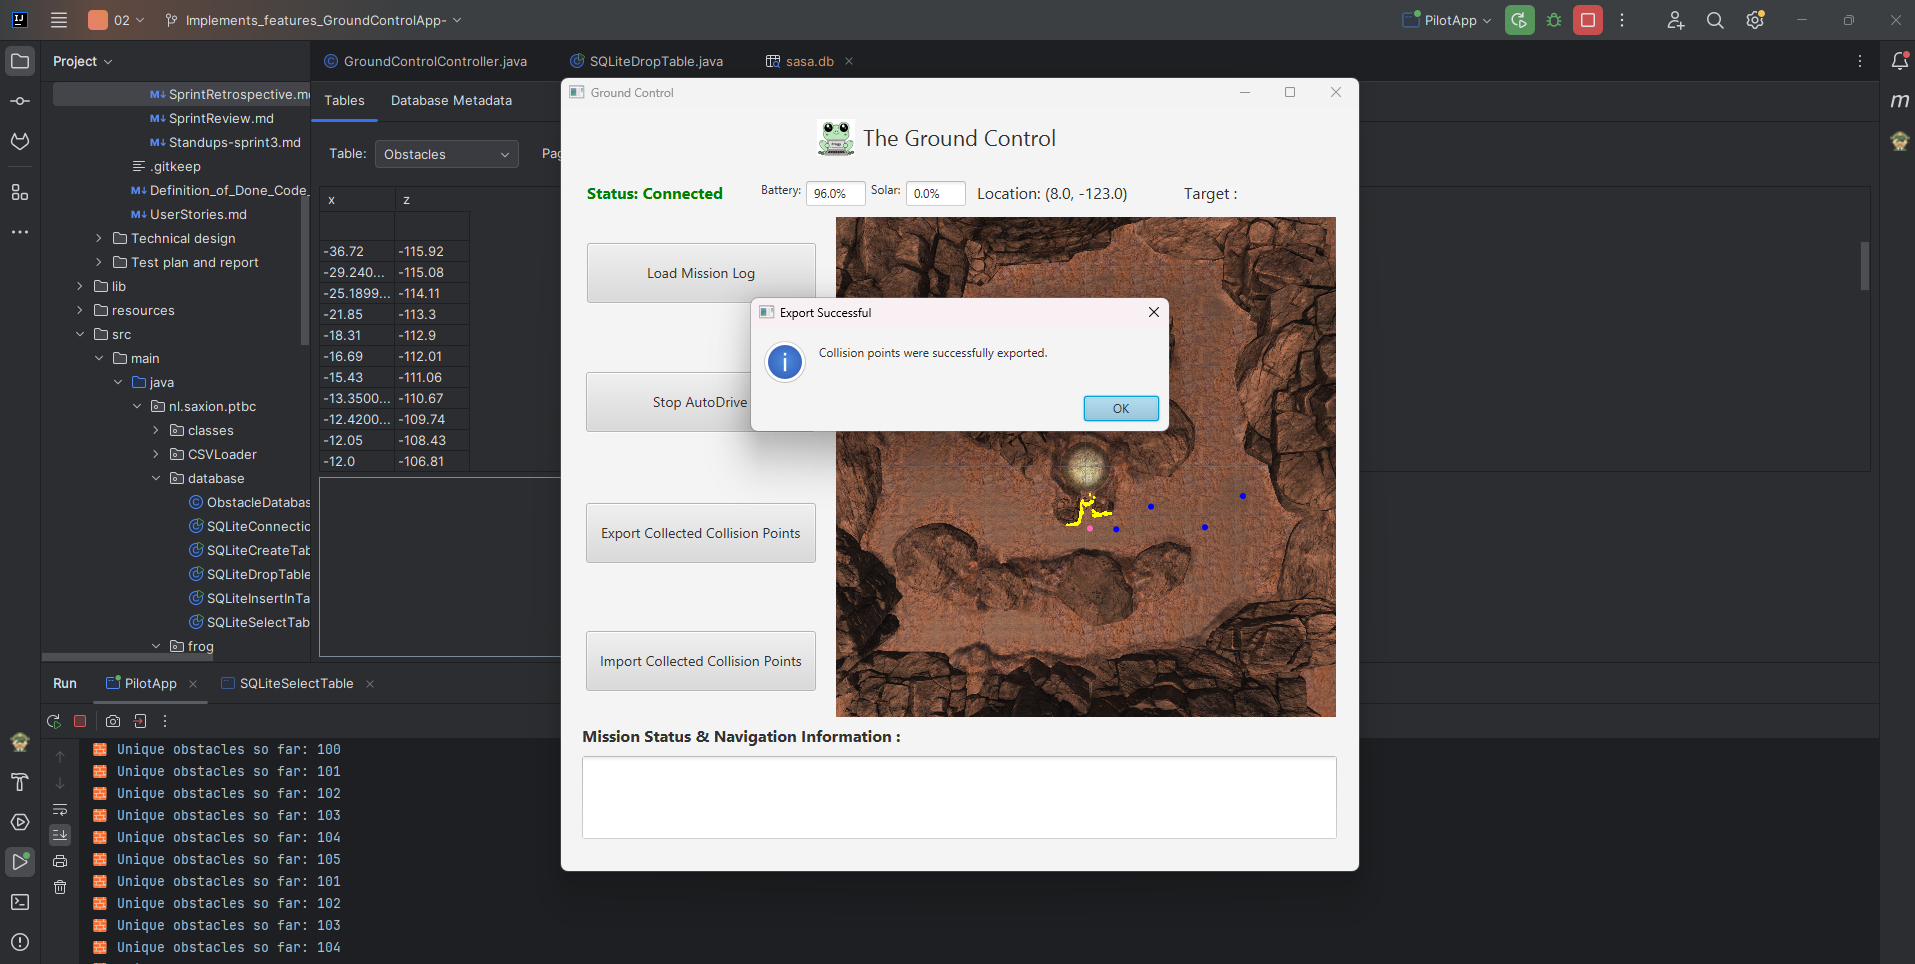 IJ
02
Implements_features_GroundControlApp-
PilotApp
Project
GroundControlController.java
SQLiteDropTable.java
sasa.db
SprintRetrospective.md
SprintReview.md
Standups-sprint3.md
.gitkeep
Definition_of_Done_Code_
UserStories.md
Technical design
Test plan and report
lib
resources
src
main
java
nl.saxion.ptbc
classes
CSVLoader
database
ObstacleDatabas
SQLiteConnectic
SQLiteCreateTab
SQLiteDropTable
SQLiteInsertInTa
SQLiteSelectTab
frog
Tables
Database Metadata
Table:
Obstacles
Pag
x
z
-36.72
-115.92
-29.240...
-115.08
-25.1899...
-114.11
-21.85
-113.3
-18.31
-112.9
-16.69
-112.01
-15.43
-111.06
-13.3500...
-110.67
-12.4200...
-109.74
-12.05
-108.43
-12.0
-106.81
Ground Control
The Ground Control
Status: Connected
Battery:
96.0%
Solar:
0.0%
Location: (8.0, -123.0)
Target :
Load Mission Log
Stop AutoDrive
Export Collected Collision Points
Import Collected Collision Points
Export Successful
Collision points were successfully exported.
OK
Mission Status & Navigation Information :
Run
PilotApp
SQLiteSelectTable
Unique obstacles so far: 100
Unique obstacles so far: 101
Unique obstacles so far: 102
Unique obstacles so far: 103
Unique obstacles so far: 104
Unique obstacles so far: 105
Unique obstacles so far: 101
Unique obstacles so far: 102
Unique obstacles so far: 103
Unique obstacles so far: 104